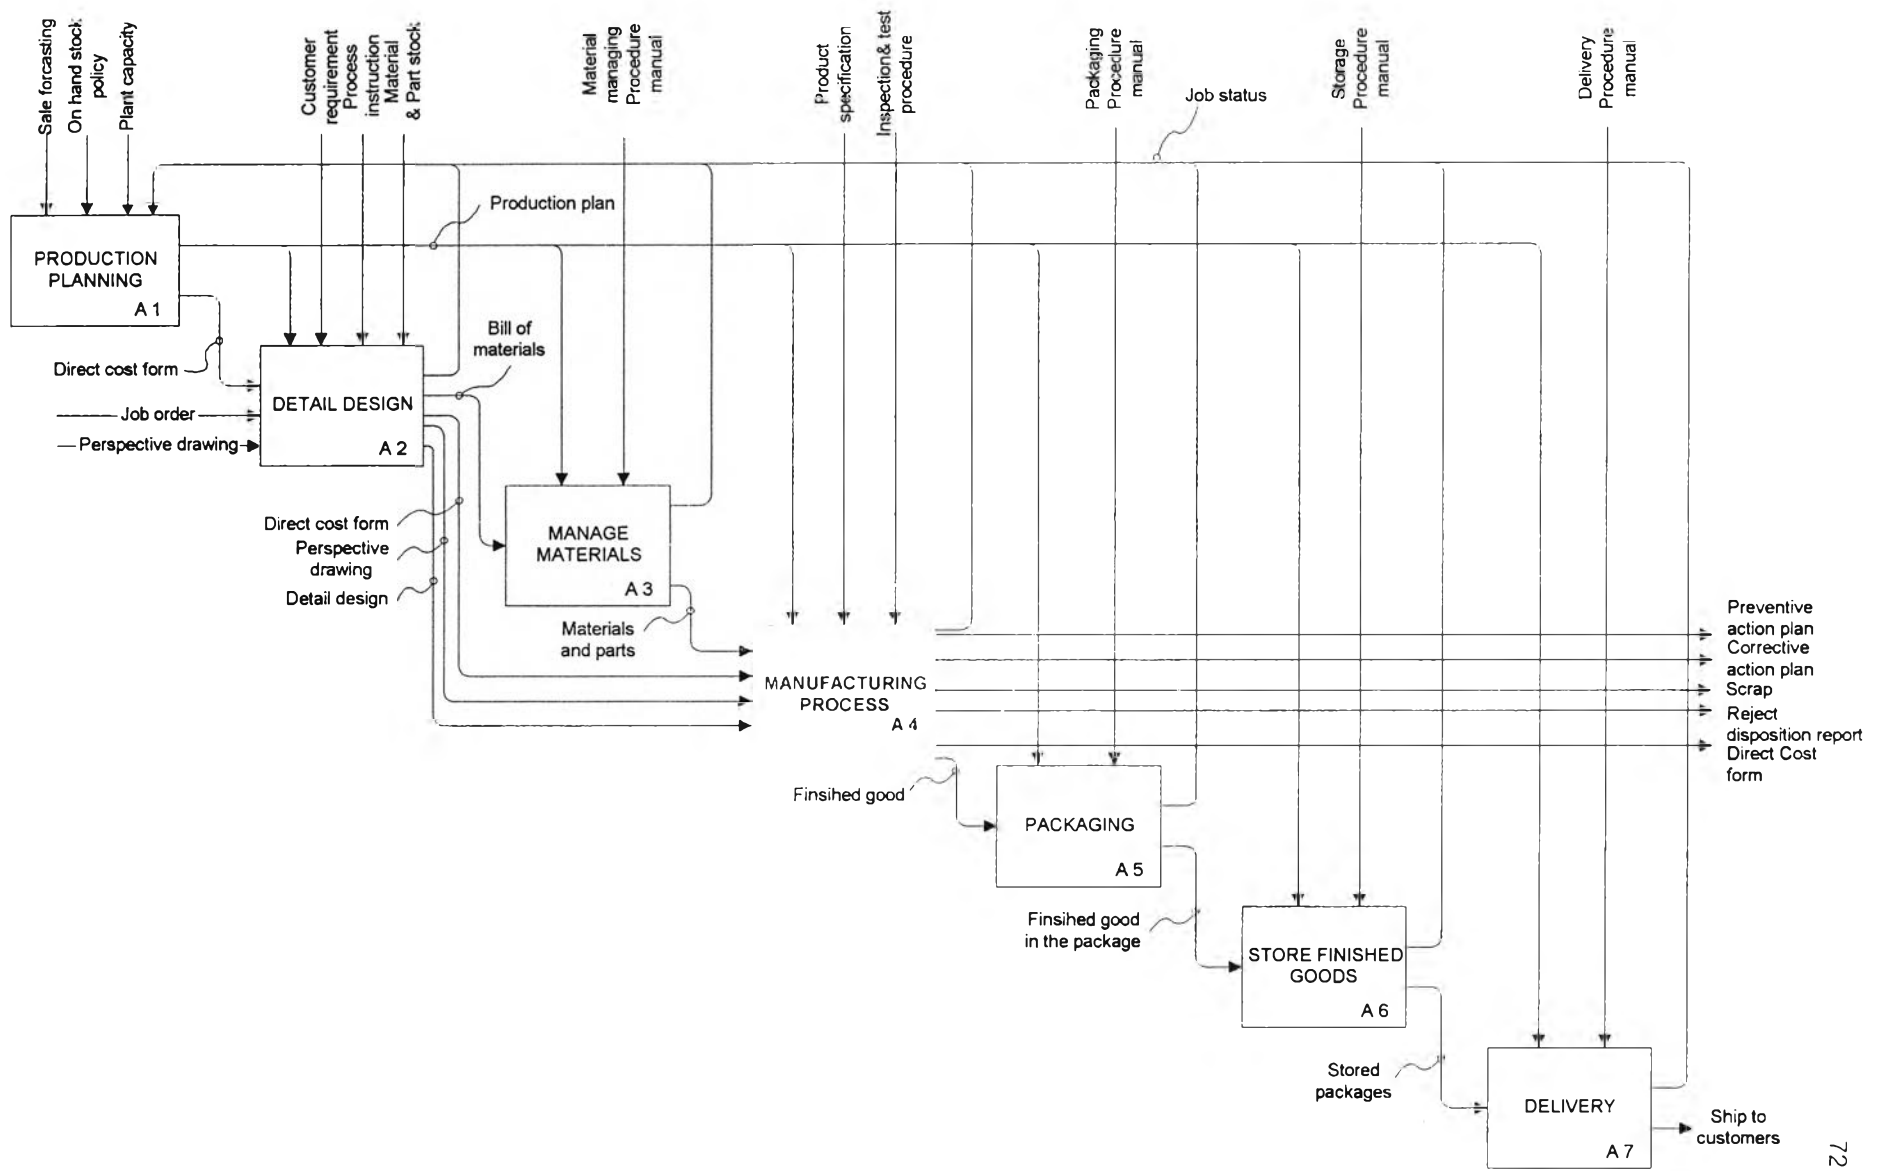 Sale forcasting
On hand stock
policy
Plant capacity
Customer
requirement
Process
instruction
Material
& Part stock
Material
managing
Procedure
manual
Product
specification
Inspection& test
procedure
Packaging
Procedure
manual
Job status
Storage
Procedure
manual
Delivery
Procedure
manual
Production plan
PRODUCTION
PLANNING
A 1
Bill of
materials
Direct cost form
Job order
Perspective drawing
DETAIL DESIGN
A 2
Direct cost form
Perspective
drawing
Detail design
MANAGE
MATERIALS
A 3
Materials
and parts
MANUFACTURING
PROCESS
A 4
Preventive
action plan
Corrective
action plan
Scrap
Reject
disposition report
Direct Cost
form
Finsihed good
PACKAGING
A 5
Finsihed good
in the package
STORE FINISHED
GOODS
A 6
Stored
packages
DELIVERY
A 7
Ship to
customers
72